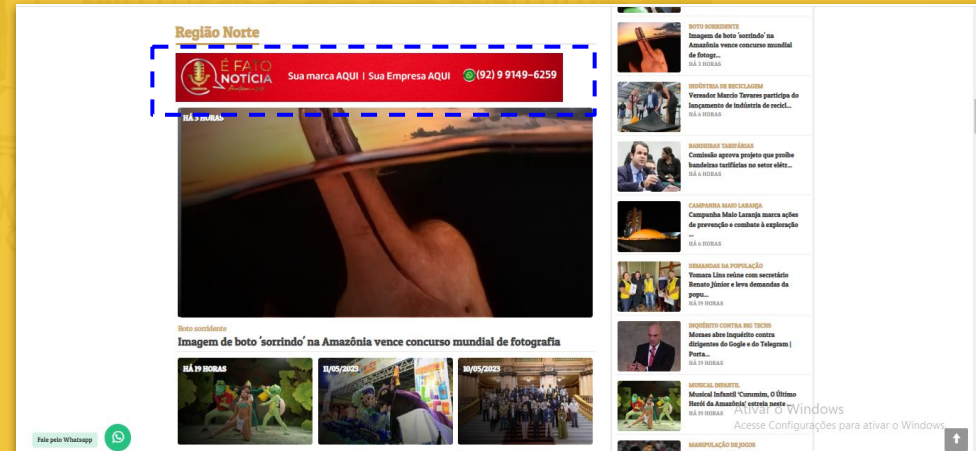 Região Norte
É FATO
NOTÍCIA
Sua marca AQUI | Sua Empresa AQUI
(92) 9 9149-6259
HÁ 3 HORAS
Boto sorridente
Imagem de boto 'sorrindo' na Amazônia vence concurso mundial de fotografia
HÁ 19 HORAS
11/05/2023
10/05/2023
Fale pelo Whatsapp
BOTO SORRIDENTE
Imagem de boto 'sorrindo' na
Amazônia vence concurso mundial
de fotogr...
HÁ 3 HORAS
INDÚSTRIA DE RECICLAGEM
Vereador Marcio Tavares participa do
lançamento de indústria de recicl...
HÁ 6 HORAS
BANDEIRAS TARIFÁRIAS
Comissão aprova projeto que proíbe
bandeiras tarifárias no setor elétr...
HÁ 6 HORAS
CAMPANHA MAIO LARANJA
Campanha Maio Laranja marca ações
de prevenção e combate à exploração
...
HÁ 6 HORAS
DEMANDAS DA POPULAÇÃO
Yomara Lins reúne com secretário
Renato Júnior e leva demandas da
popu...
HÁ 19 HORAS
INQUÉRITO CONTRA BIG TECHS
Moraes abre inquérito contra
dirigentes do Gogle e do Telegram |
Porta...
HÁ 19 HORAS
MUSICAL INFANTIL
Musical Infantil 'Curumim, O Último
Herói da Amazônia' estreia neste ...
HÁ 19 HORAS
MANIPULAÇÃO DE JOGOS
Ativar o Windows
Acesse Configurações para ativar o Windows.